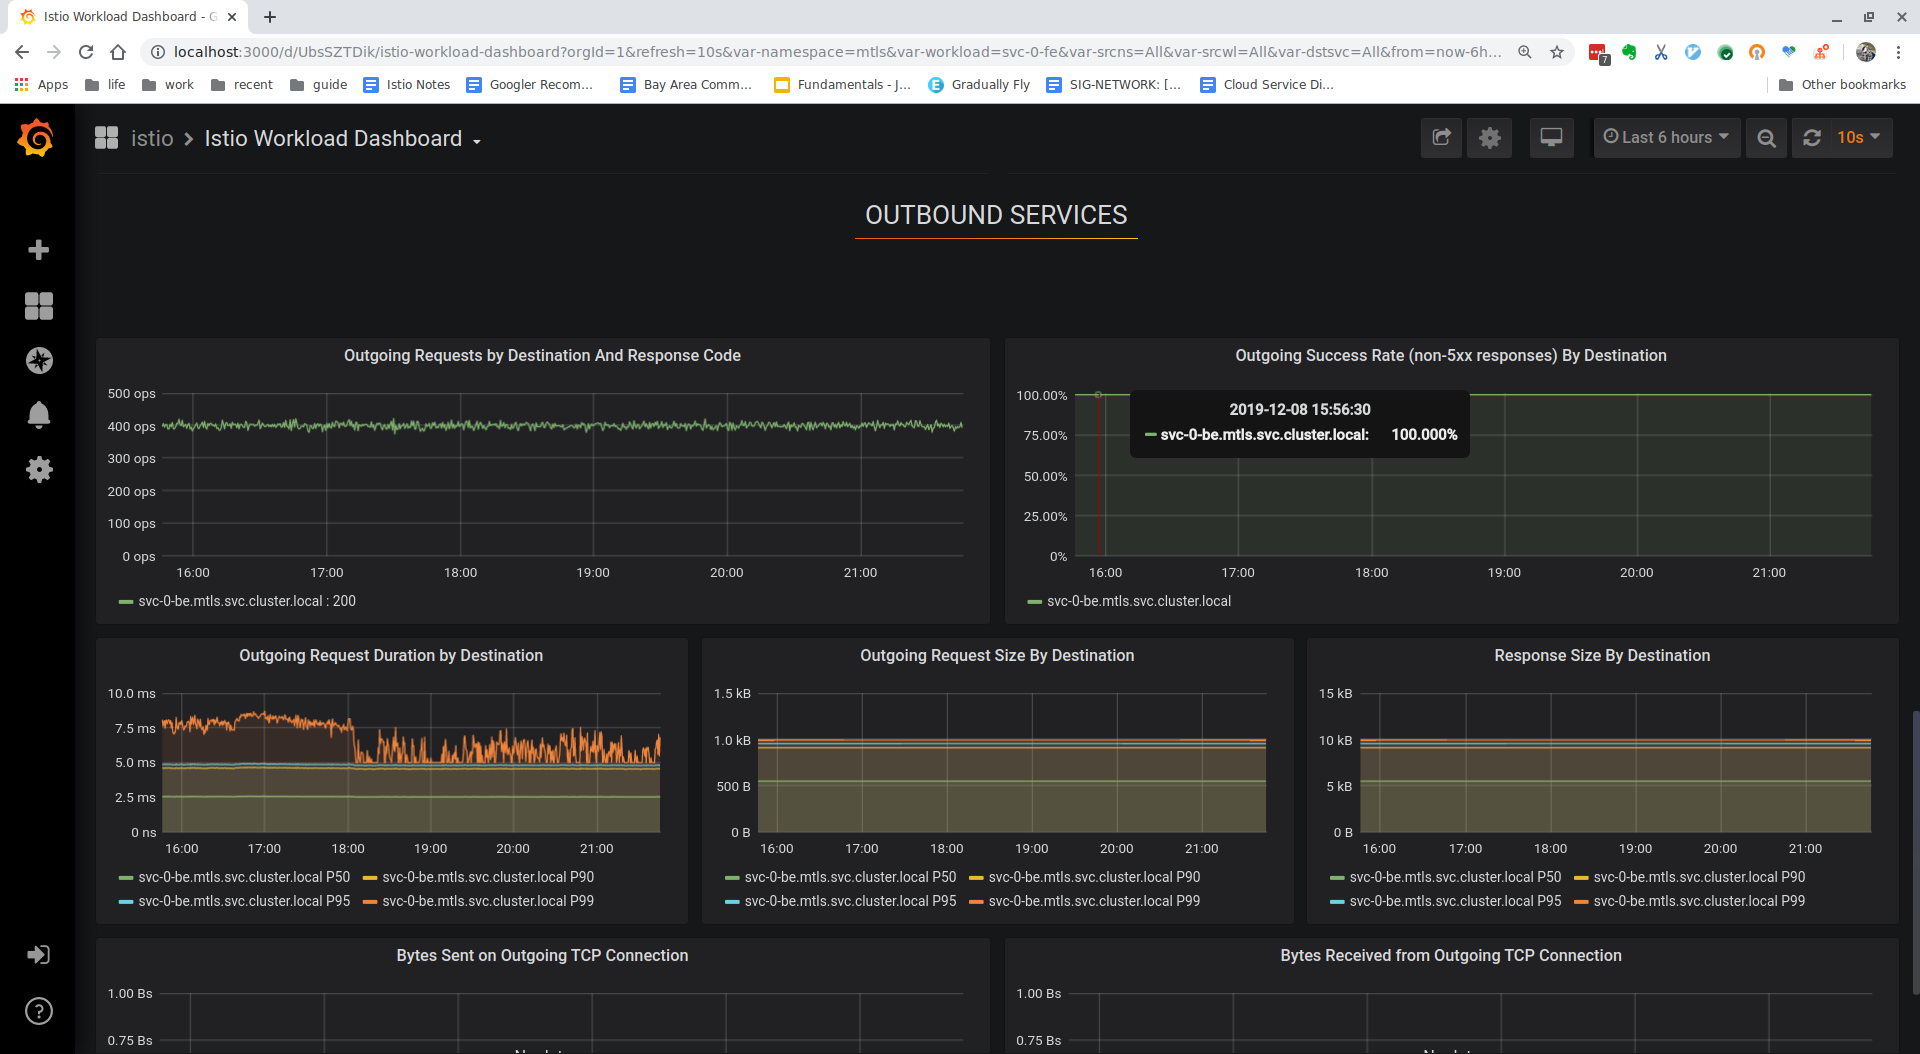 Istio Workload Dashboard - G
localhost:3000/d/UbsSZTDik/istio-workload-dashboard?orgId=1&refresh=10s&var-namespace=mtls&var-workload=svc-0-fe&var-srcns=All&var-srcwl=All&var-dstsvc=All&from=now-6h...
7
Apps life work recent guide Istio Notes Googler Recom... Bay Area Comm... Fundamentals - J... Gradually Fly SIG-NETWORK: [... Cloud Service Di... Other bookmarks
istio > Istio Workload Dashboard
Last 6 hours 10s
OUTBOUND SERVICES
Outgoing Requests by Destination And Response Code
500 ops
400 ops
300 ops
200 ops
100 ops
0 ops
16:00 17:00 18:00 19:00 20:00 21:00
svc-0-be.mtls.svc.cluster.local : 200
Outgoing Success Rate (non-5xx responses) By Destination
100.00%
75.00%
50.00%
25.00%
0%
2019-12-08 15:56:30
svc-0-be.mtls.svc.cluster.local: 100.000%
16:00 17:00 18:00 19:00 20:00 21:00
svc-0-be.mtls.svc.cluster.local
Outgoing Request Duration by Destination
10.0 ms
7.5 ms
5.0 ms
2.5 ms
0 ns
16:00 17:00 18:00 19:00 20:00 21:00
svc-0-be.mtls.svc.cluster.local P50 svc-0-be.mtls.svc.cluster.local P90
svc-0-be.mtls.svc.cluster.local P95 svc-0-be.mtls.svc.cluster.local P99
Outgoing Request Size By Destination
1.5 kB
1.0 kB
500 B
0 B
16:00 17:00 18:00 19:00 20:00 21:00
svc-0-be.mtls.svc.cluster.local P50 svc-0-be.mtls.svc.cluster.local P90
svc-0-be.mtls.svc.cluster.local P95 svc-0-be.mtls.svc.cluster.local P99
Response Size By Destination
15 kB
10 kB
5 kB
0 B
16:00 17:00 18:00 19:00 20:00 21:00
svc-0-be.mtls.svc.cluster.local P50 svc-0-be.mtls.svc.cluster.local P90
svc-0-be.mtls.svc.cluster.local P95 svc-0-be.mtls.svc.cluster.local P99
Bytes Sent on Outgoing TCP Connection
1.00 Bs
0.75 Bs
Bytes Received from Outgoing TCP Connection
1.00 Bs
0.75 Bs